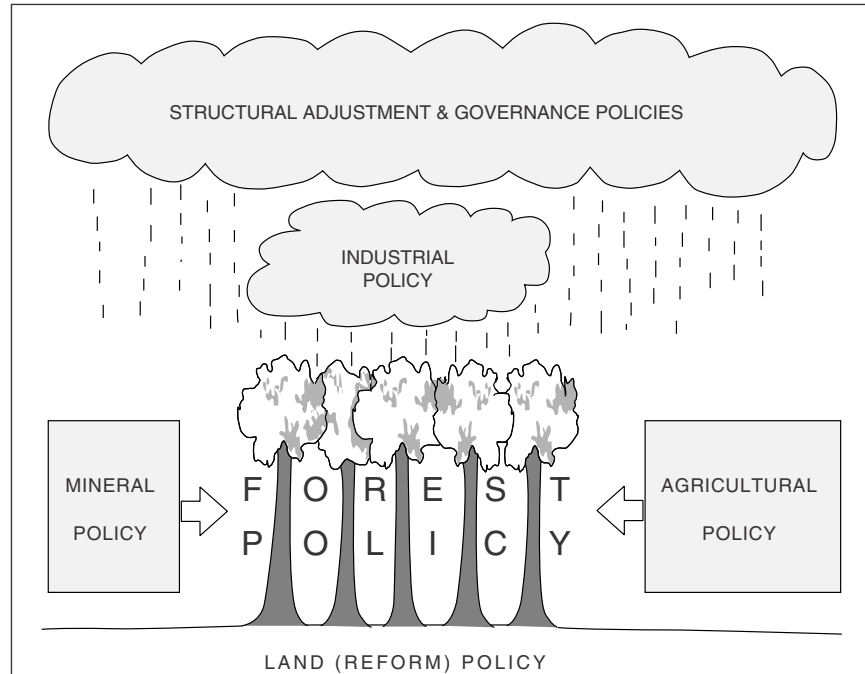 STRUCTURAL ADJUSTMENT & GOVERNANCE POLICIES
INDUSTRIAL
POLICY
MINERAL
POLICY
FOREST
POLICY
AGRICULTURAL
POLICY
LAND (REFORM) POLICY